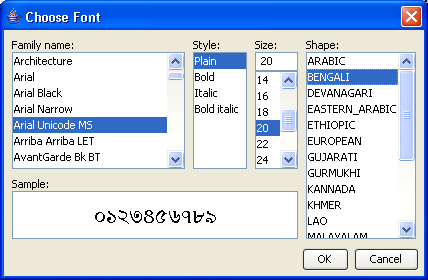 Choose Font
Family name:
Architecture
Arial
Arial Black
Arial Narrow
Arial Unicode MS
Arriba Arriba LET
AvantGarde Bk BT
Style:
Plain
Bold
Italic
Bold italic
Size:
20
14
16
18
20
22
24
Shape:
ARABIC
BENGALI
DEVANAGARI
EASTERN_ARABIC
ETHIOPIC
EUROPEAN
GUJARATI
GURMUKHI
KANNADA
KHMER
LAO
MALAYALAM
Sample:
০১২৩৪৫৬৭৮৯
OK
Cancel